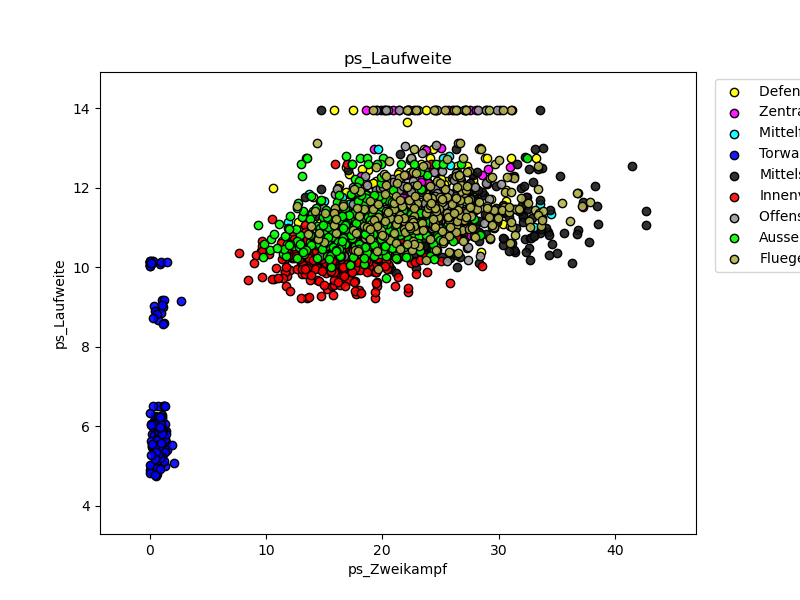 ps_Laufweite
14
12
10
8
6
4
ps_Laufweite
0
10
20
30
40
ps_Zweikampf
Defen
Zentra
Mittel
Torwa
Mittels
Innenv
Offens
Ausse
Fluege